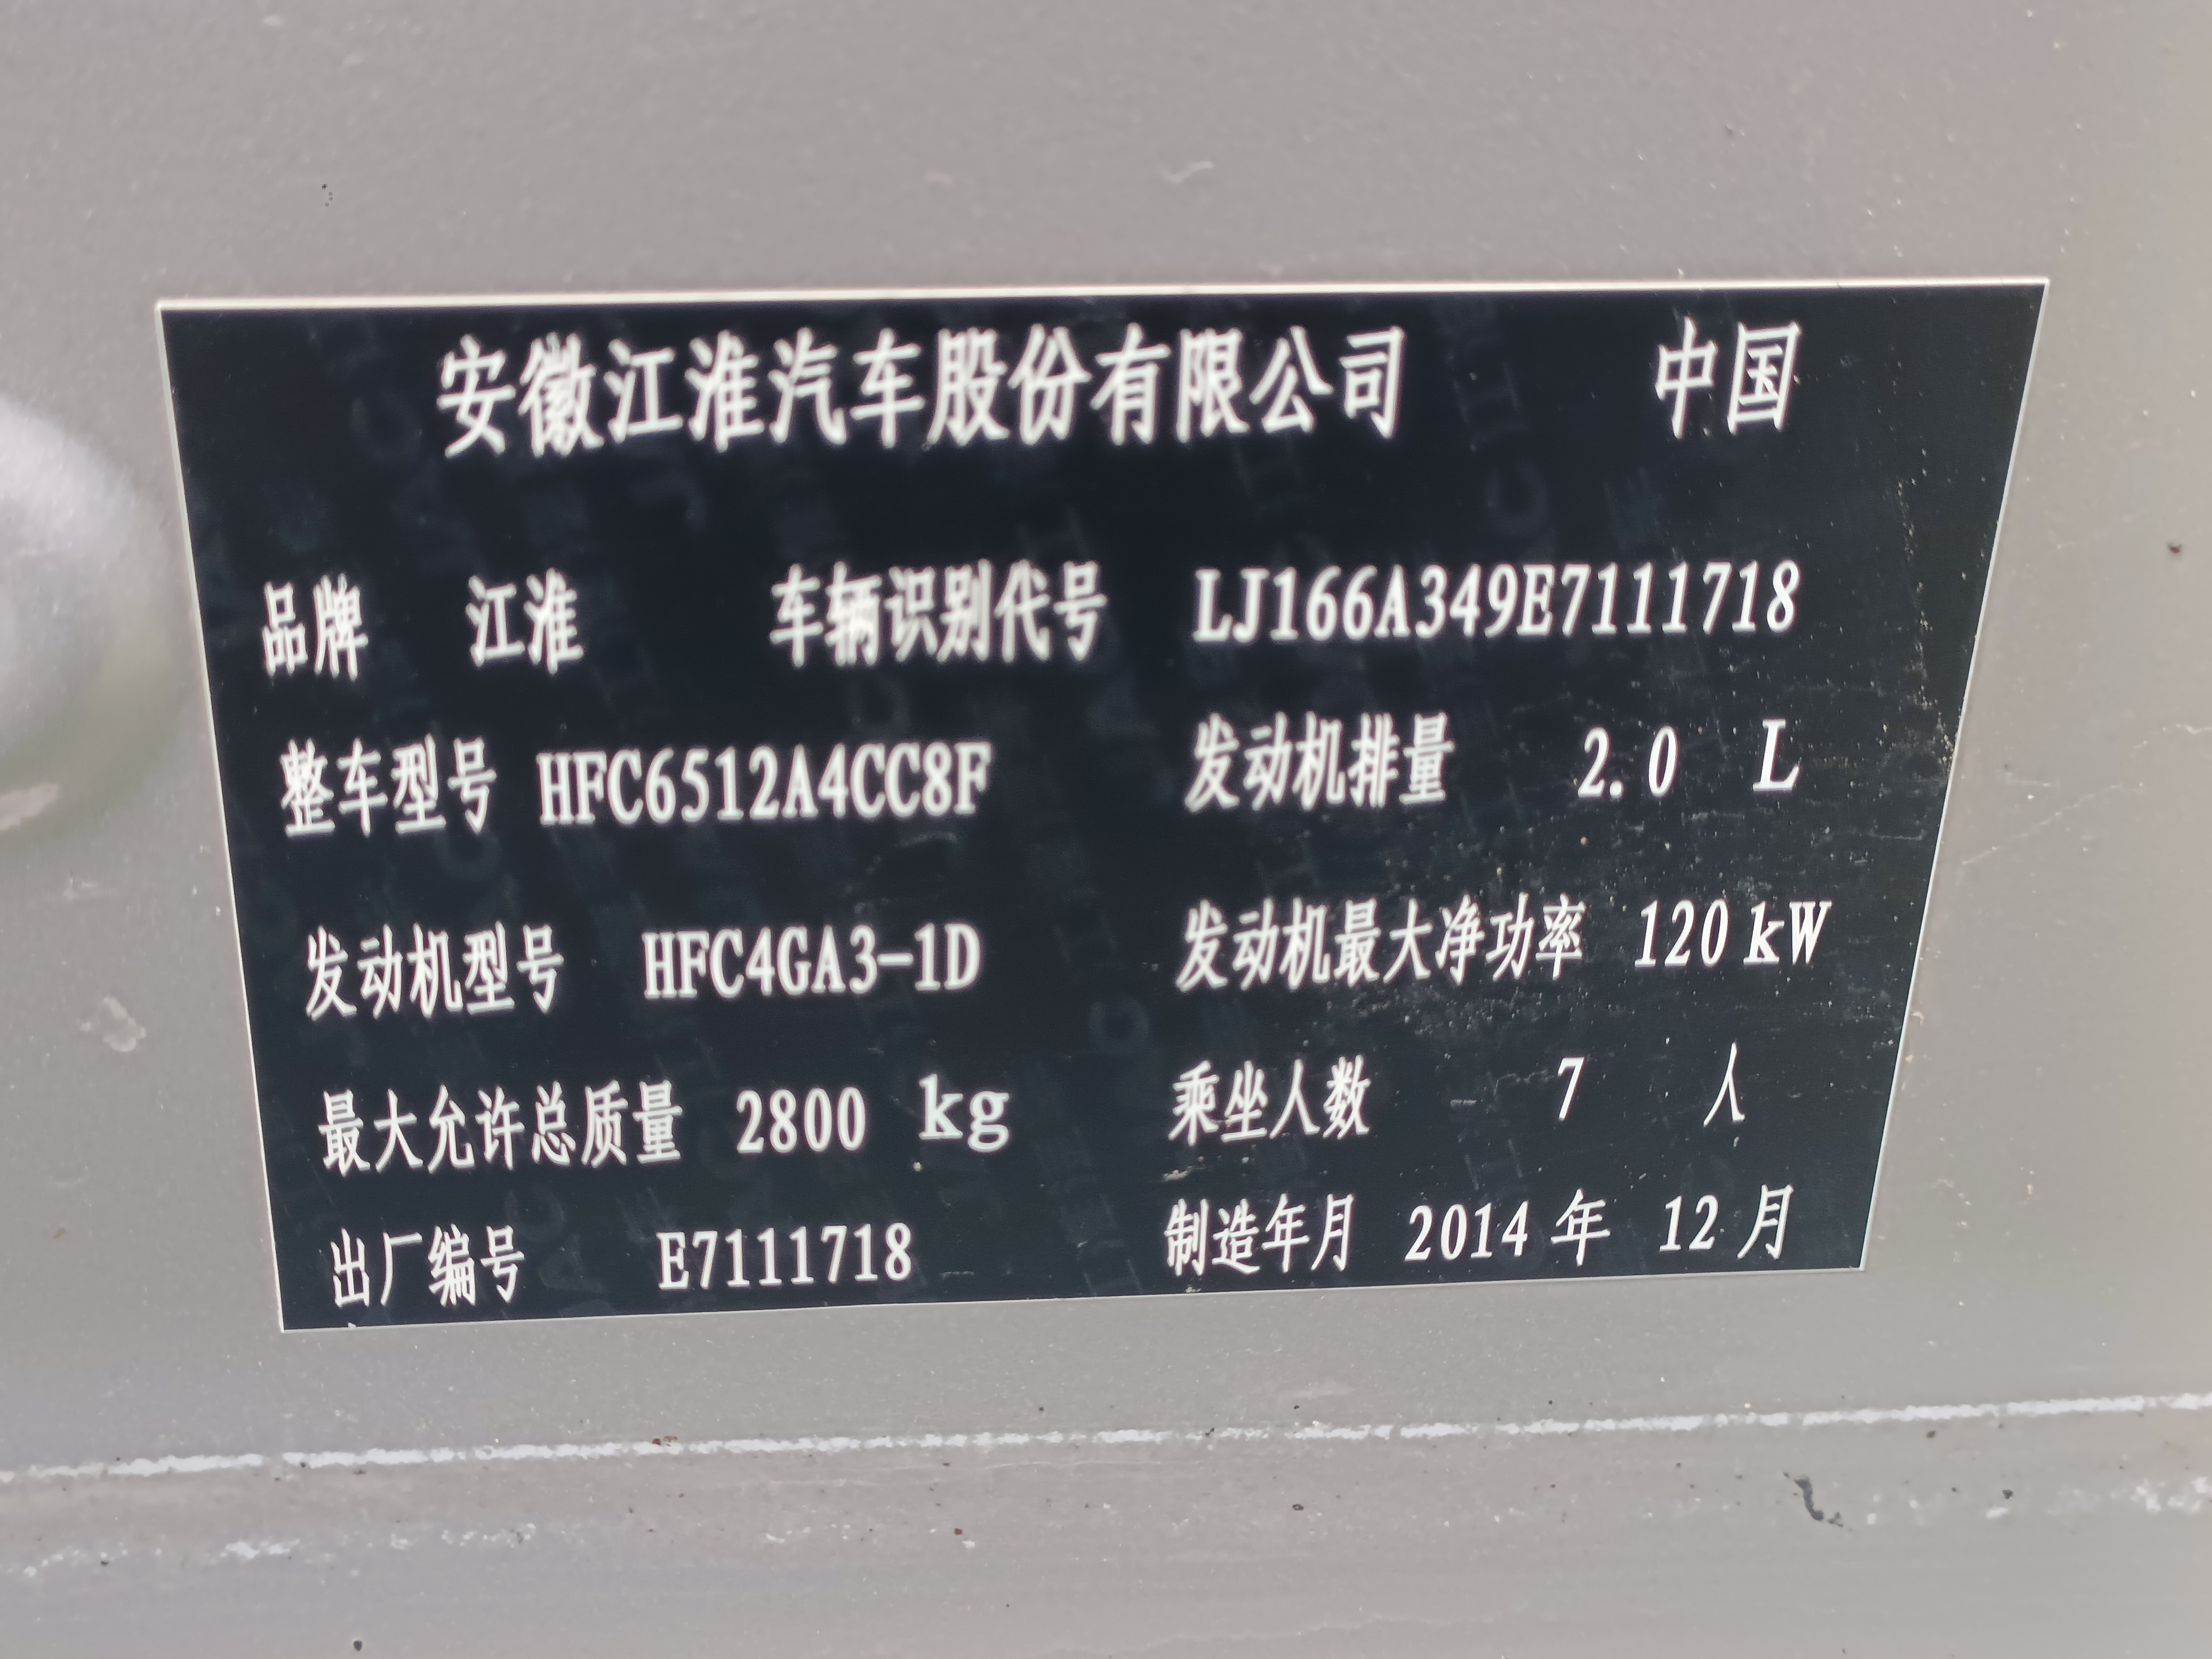 安徽江淮汽车股份有限公司 中国
品牌 江淮 车辆识别代号 LJ166A349E7111718
整车型号 HFC6512A4CC8F 发动机排量 2.0 L
发动机型号 HFC4GA3-1D 发动机最大净功率 120 kW
最大允许总质量 2800 kg 乘坐人数 7 人
出厂编号 E7111718 制造年月 2014 年 12 月